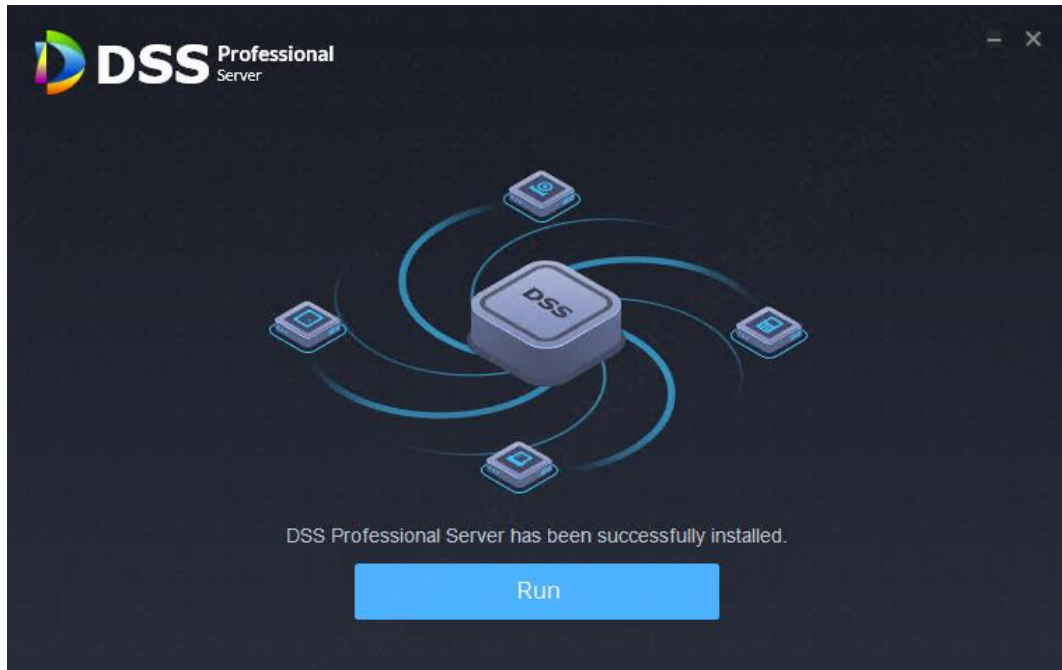 DSS Professional
Server
DSS
DSS Professional Server has been successfully installed.
Run